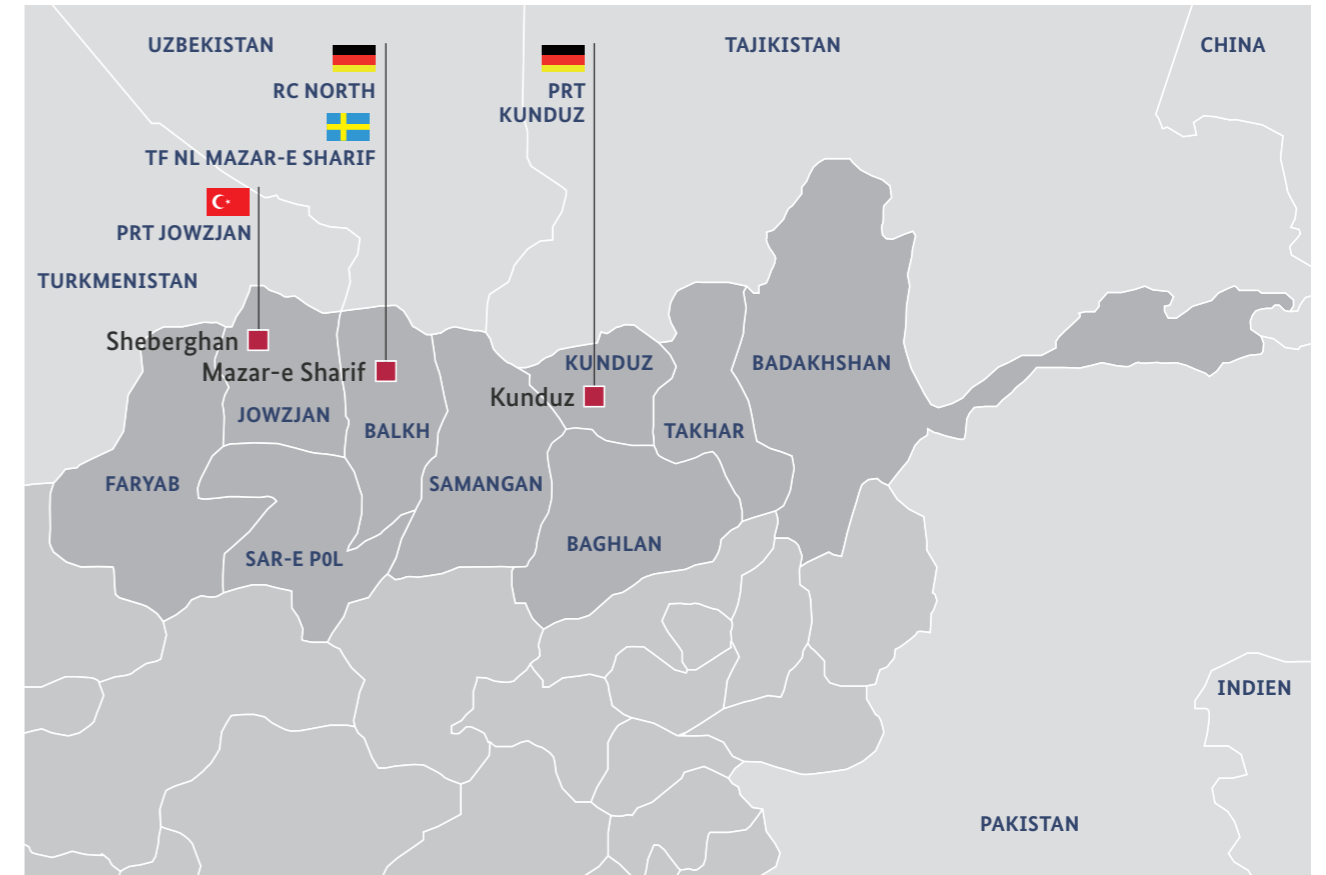 UZBEKISTAN
TAJIKISTAN
CHINA
RC NORTH
PRT
KUNDUZ
TF NL MAZAR-E SHARIF
PRT JOWZJAN
TURKMENISTAN
Sheberghan
Mazar-e Sharif
KUNDUZ
BADAKHSHAN
Kunduz
JOWZJAN
BALKH
TAKHAR
FARYAB
SAMANGAN
BAGHLAN
SAR-E P0L
INDIEN
PAKISTAN